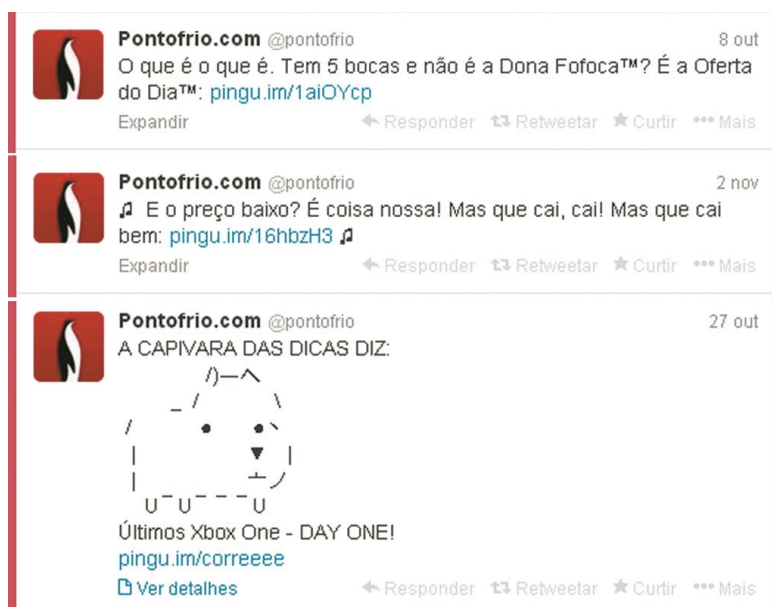 Pontofrio.com @pontofrio 8 out
O que é o que é. Tem 5 bocas e não é a Dona Fofoca™? É a Oferta
do Dia™: pingu.im/1aiOYcp
Expandir Responder Retweetar Curtir Mais
Pontofrio.com @pontofrio 2 nov
♫ E o preço baixo? É coisa nossa! Mas que cai, cai! Mas que cai
bem: pingu.im/16hbzH3 ♫
Expandir Responder Retweetar Curtir Mais
Pontofrio.com @pontofrio 27 out
A CAPIVARA DAS DICAS DIZ:
Últimos Xbox One - DAY ONE!
pingu.im/correeee
Ver detalhes Responder Retweetar Curtir Mais